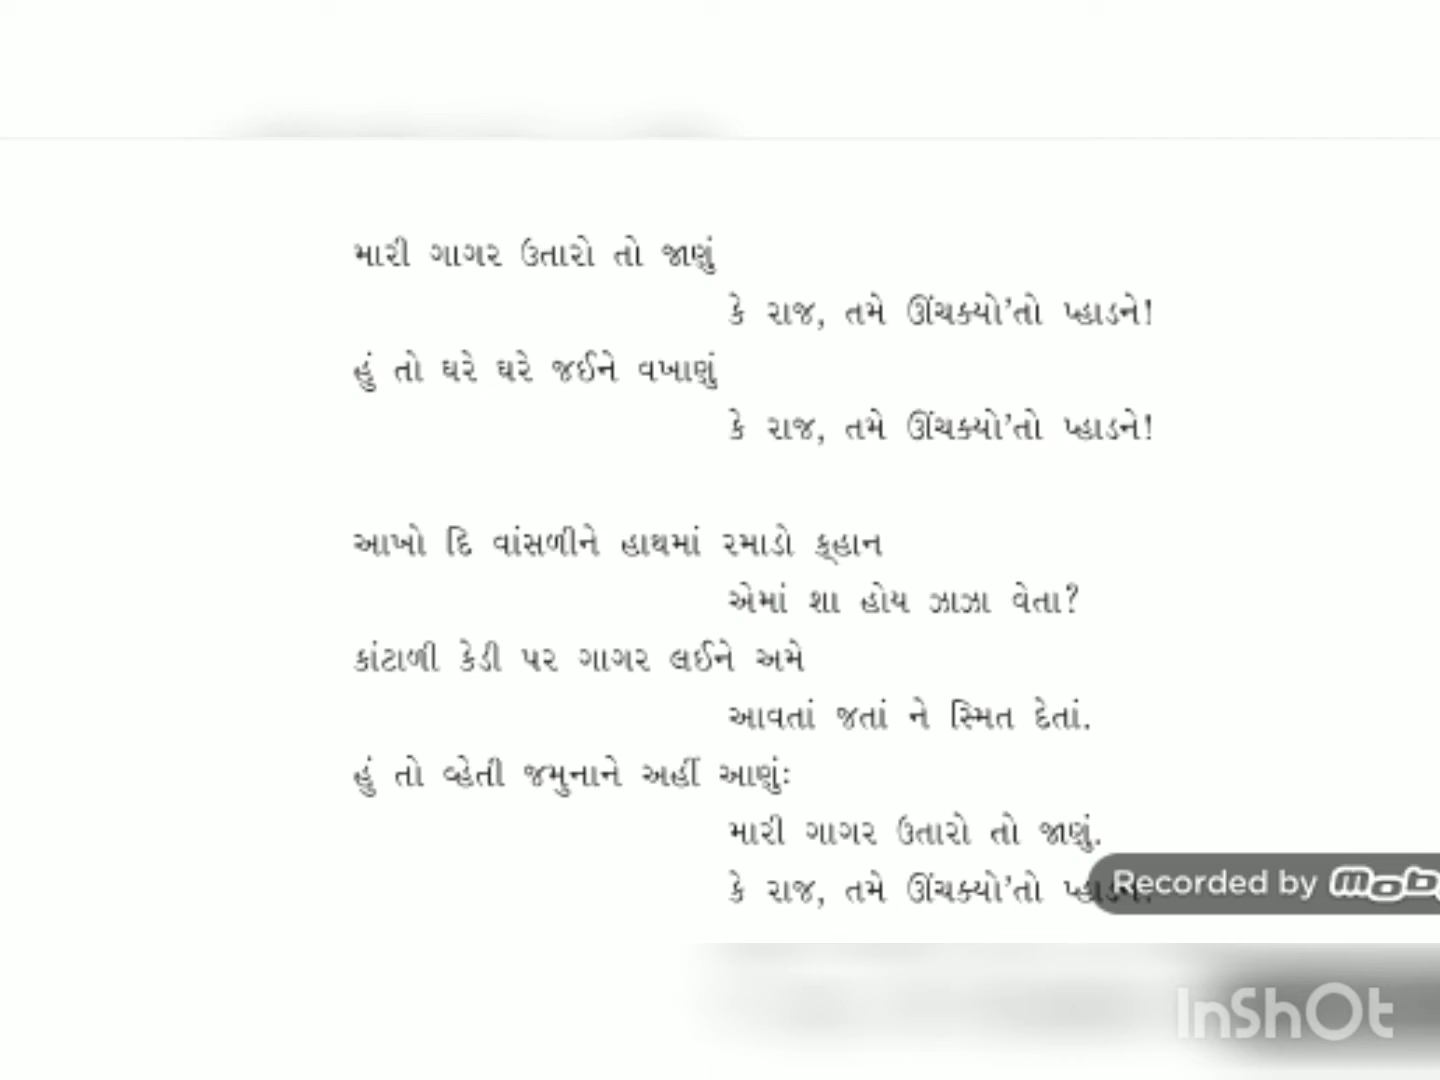 મારી ગાગર ઉતારો તો જાણું
કે રાજ, તમે ઊંચક્યો'તો પ્હાડને!
હું તો ઘરે ઘરે જઈને વખાણું
કે રાજ, તમે ઊંચક્યો'તો પ્હાડને!
આખો દિ વાંસળીને હાથમાં રમાડો ક્હાન
એમાં શા હોય ઝાઝા વેતા?
કાંટાળી કેડી પર ગાગર લઈને અમે
આવતાં જતાં ને સ્મિત દેતાં.
હું તો વ્હેતી જમુનાને અહીં આણુંઃ
મારી ગાગર ઉતારો તો જાણું.
કે રાજ, તમે ઊંચક્યો'તો
Recorded by
InShOt